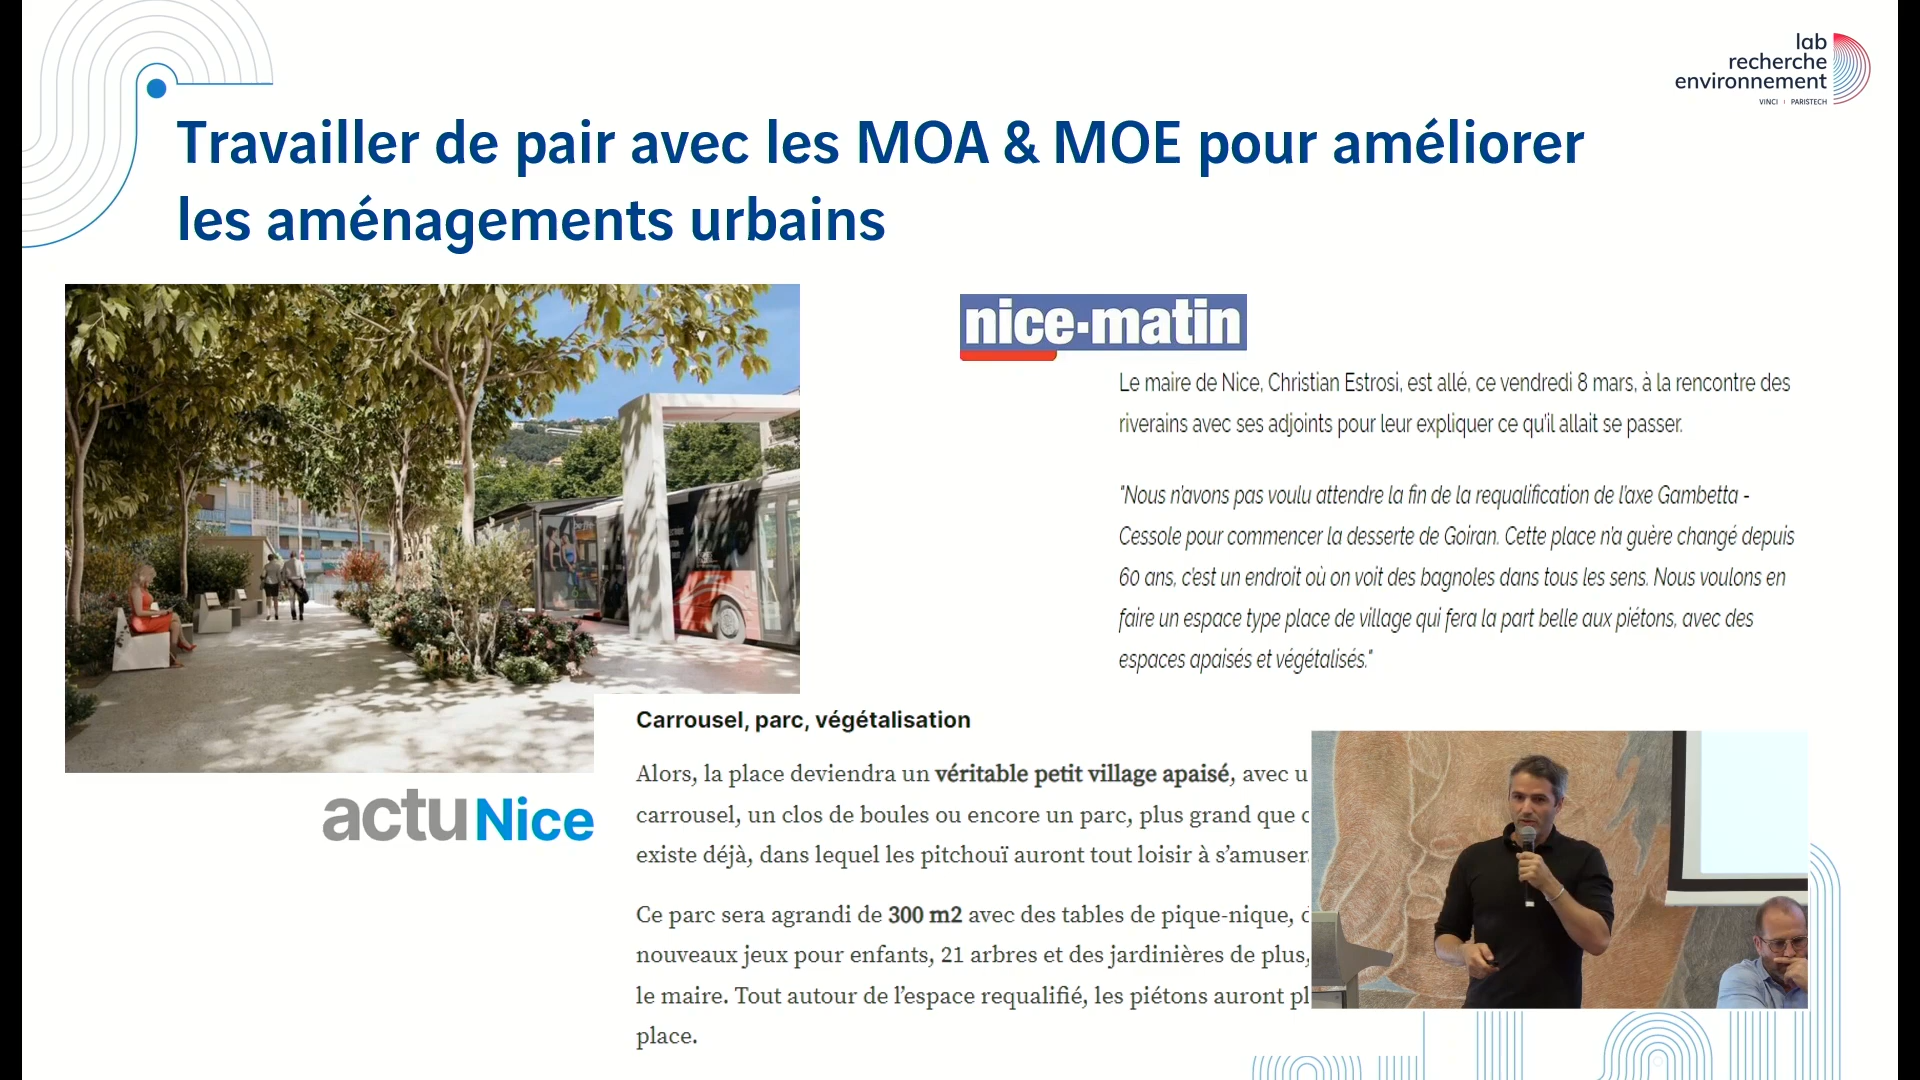 lab
recherche
environnement
VINCI | PARISTECH
Travailler de pair avec les MOA & MOE pour améliorer
les aménagements urbains
nice-matin
Le maire de Nice, Christian Estrosi, est allé, ce vendredi 8 mars, à la rencontre des
riverains avec ses adjoints pour leur expliquer ce qu'il allait se passer.
"Nous n'avons pas voulu attendre la fin de la requalification de l'axe Gambetta -
Cessole pour commencer la desserte de Goiran. Cette place n'a guère changé depuis
60 ans, c'est un endroit où on voit des bagnoles dans tous les sens. Nous voulons en
faire un espace type place de village qui fera la part belle aux piétons, avec des
espaces apaisés et végétalisés."
actu Nice
Carrousel, parc, végétalisation
Alors, la place deviendra un véritable petit village apaisé, avec
carrousel, un clos de boules ou encore un parc, plus grand que
existe déjà, dans lequel les pitchouï auront tout loisir à s'amuser.
Ce parc sera agrandi de 300 m2 avec des tables de pique-nique,
nouveaux jeux pour enfants, 21 arbres et des jardinières de plus,
le maire. Tout autour de l'espace requalifié, les piétons auront
place.